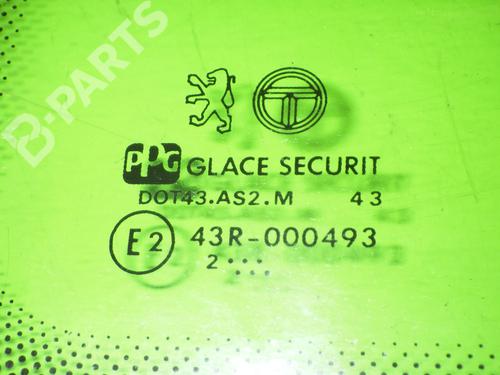 B-PARTS
PPG GLACE SECURIT
DOT43.AS2.M 43
E2 43R-000493
2...